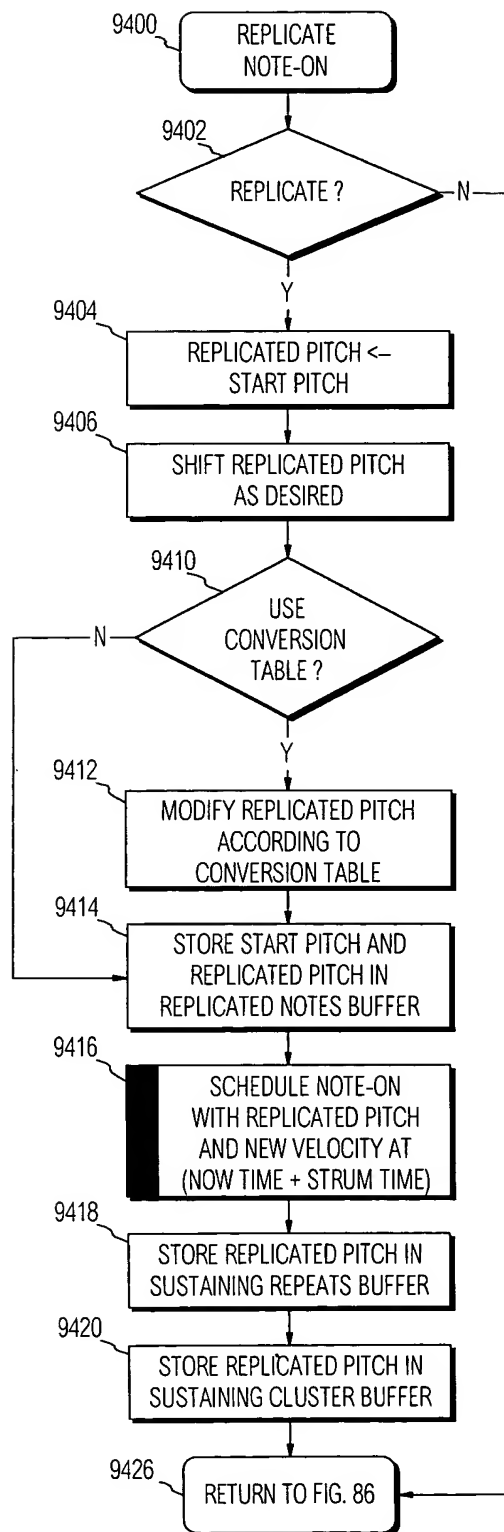 9400
REPLICATE
NOTE-ON
9402
REPLICATE ?
N
Y
9404
REPLICATED PITCH <–
START PITCH
9406
SHIFT REPLICATED PITCH
AS DESIRED
9410
USE
CONVERSION
TABLE ?
N
Y
9412
MODIFY REPLICATED PITCH
ACCORDING TO
CONVERSION TABLE
9414
STORE START PITCH AND
REPLICATED PITCH IN
REPLICATED NOTES BUFFER
9416
SCHEDULE NOTE-ON
WITH REPLICATED PITCH
AND NEW VELOCITY AT
(NOW TIME + STRUM TIME)
9418
STORE REPLICATED PITCH IN
SUSTAINING REPEATS BUFFER
9420
STORE REPLICATED PITCH IN
SUSTAINING CLUSTER BUFFER
9426
RETURN TO FIG. 86